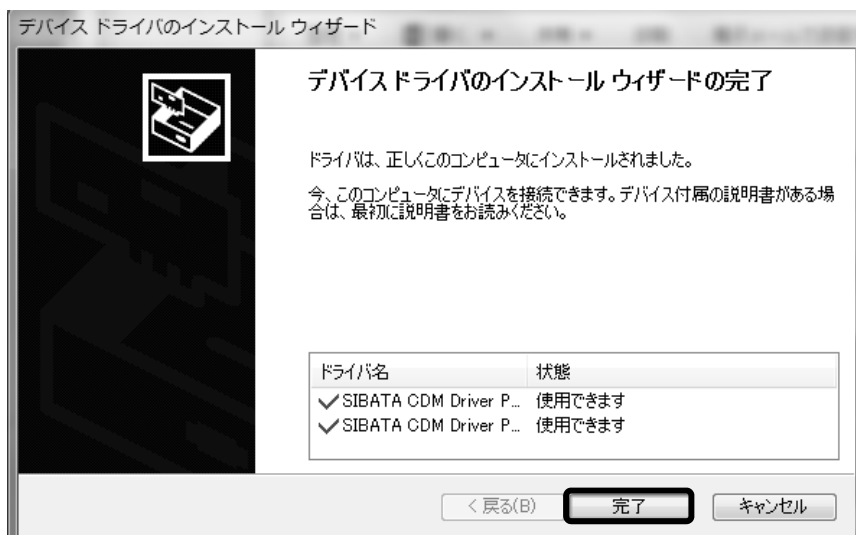 デバイス ドライバのインストール ウィザード
デバイス ドライバのインストール ウィザードの完了
ドライバは、正しくこのコンピュータにインストールされました。
今、このコンピュータにデバイスを接続できます。デバイス付属の説明書がある場
合は、最初に説明書をお読みください。
ドライバ名 状態
SIBATA CDM Driver P... 使用できます
SIBATA CDM Driver P... 使用できます
< 戻る(B) 完了 キャンセル